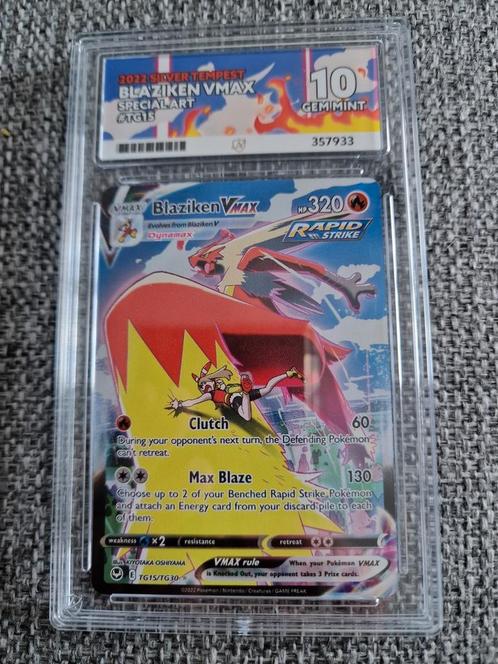 2022 SILVER TEMPEST
BLAZIKEN VMAX
SPECIAL ART
#TG15
10
GEM MINT
357933
VMAX
Blaziken VMAX
HP 320
Evolves from Blaziken V
Dynamax
RAPID
STRIKE
Clutch 60
During your opponent's next turn, the Defending Pokémon
can't retreat.
Max Blaze 130
Choose up to 2 of your Benched Rapid Strike Pokémon
and attach an Energy card from your discard pile to each
of them.
weakness ×2 resistance retreat
Illus. KIYOTAKA OSHIYAMA
E TG15/TG30
VMAX rule
When your Pokémon VMAX
is Knocked Out, your opponent takes 3 Prize cards.
©2022 Pokémon / Nintendo / Creatures / GAME FREAK